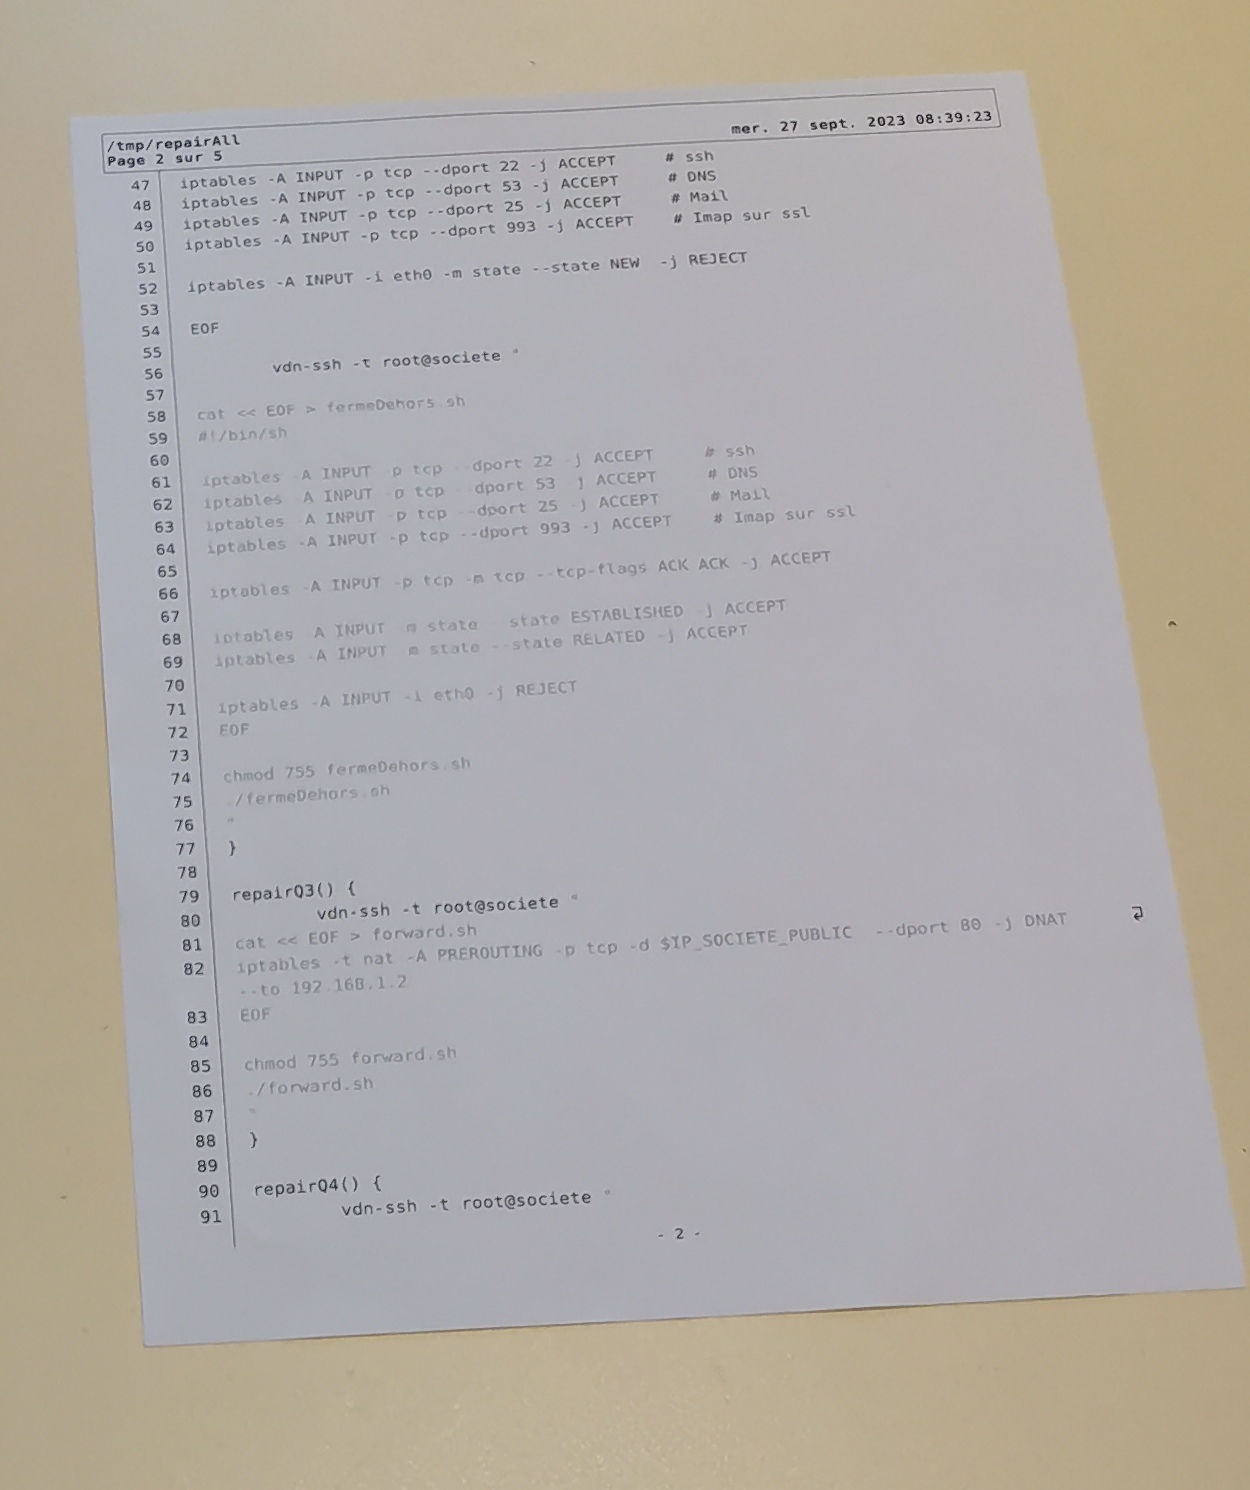 /tmp/repairAll
Page 2 sur 5
mer. 27 sept. 2023 08:39:23
47 iptables -A INPUT -p tcp --dport 22 -j ACCEPT # ssh
48 iptables -A INPUT -p tcp --dport 53 -j ACCEPT # DNS
49 iptables -A INPUT -p tcp --dport 25 -j ACCEPT # Mail
50 iptables -A INPUT -p tcp --dport 993 -j ACCEPT # Imap sur ssl
51
52 iptables -A INPUT -i eth0 -m state --state NEW -j REJECT
53
54 EOF
55
56 vdn-ssh -t root@societe "
57
58 cat << EOF > fermeDehors.sh
59 #!/bin/sh
60
61 iptables -A INPUT -p tcp --dport 22 -j ACCEPT # ssh
62 iptables -A INPUT -p tcp --dport 53 -j ACCEPT # DNS
63 iptables -A INPUT -p tcp --dport 25 -j ACCEPT # Mail
64 iptables -A INPUT -p tcp --dport 993 -j ACCEPT # Imap sur ssl
65
66 iptables -A INPUT -p tcp -m tcp --tcp-flags ACK ACK -j ACCEPT
67
68 iptables -A INPUT -m state --state ESTABLISHED -j ACCEPT
69 iptables -A INPUT -m state --state RELATED -j ACCEPT
70
71 iptables -A INPUT -i eth0 -j REJECT
72 EOF
73
74 chmod 755 fermeDehors.sh
75 ./fermeDehors.sh
76 "
77 }
78
79 repairQ3() {
80 vdn-ssh -t root@societe "
81 cat << EOF > forward.sh
82 iptables -t nat -A PREROUTING -p tcp -d $IP_SOCIETE_PUBLIC --dport 80 -j DNAT
--to 192.168.1.2
83 EOF
84
85 chmod 755 forward.sh
86 ./forward.sh
87 "
88 }
89
90 repairQ4() {
91 vdn-ssh -t root@societe "
- 2 -